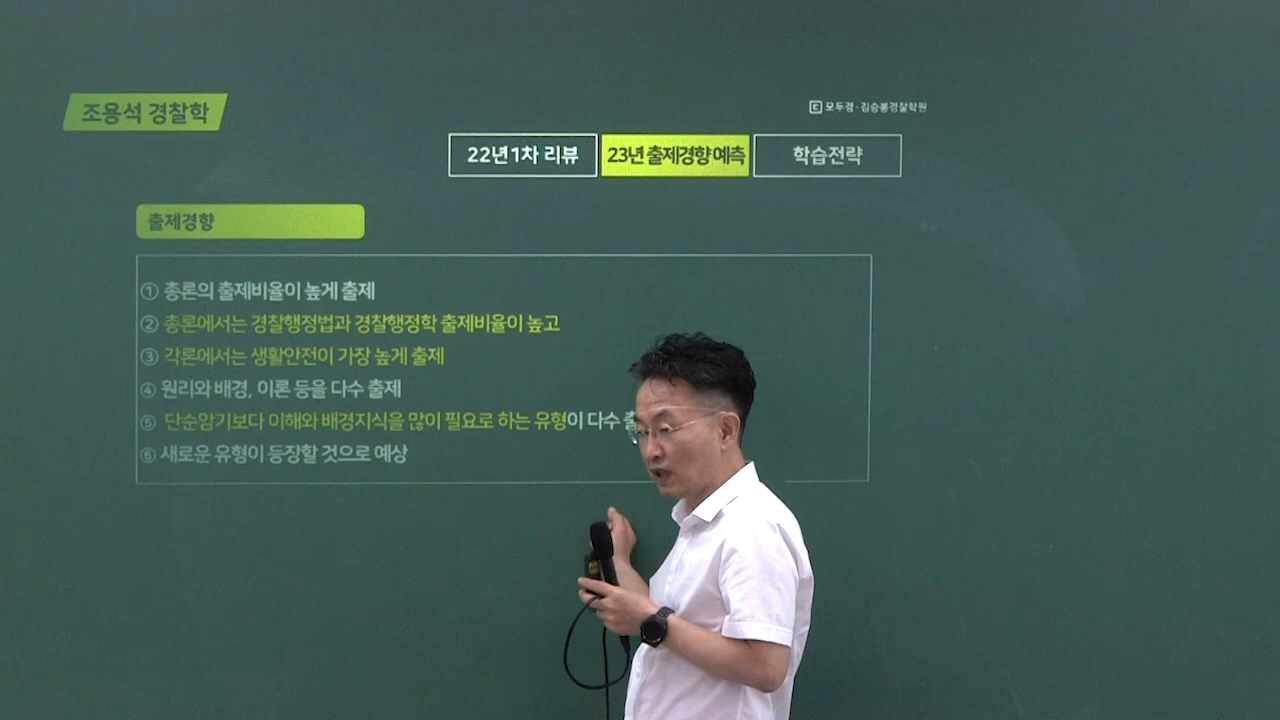 조용석 경찰학
모두경·김승봉경찰학원
22년 1차 리뷰
23년 출제경향 예측
학습전략
출제경향
① 총론의 출제비율이 높게 출제
② 총론에서는 경찰행정법과 경찰행정학 출제비율이 높고
③ 각론에서는 생활안전이 가장 높게 출제
④ 원리와 배경, 이론 등을 다수 출제
⑤ 단순암기보다 이해와 배경지식을 많이 필요로 하는 유형이 다수
⑥ 새로운 유형이 등장할 것으로 예상